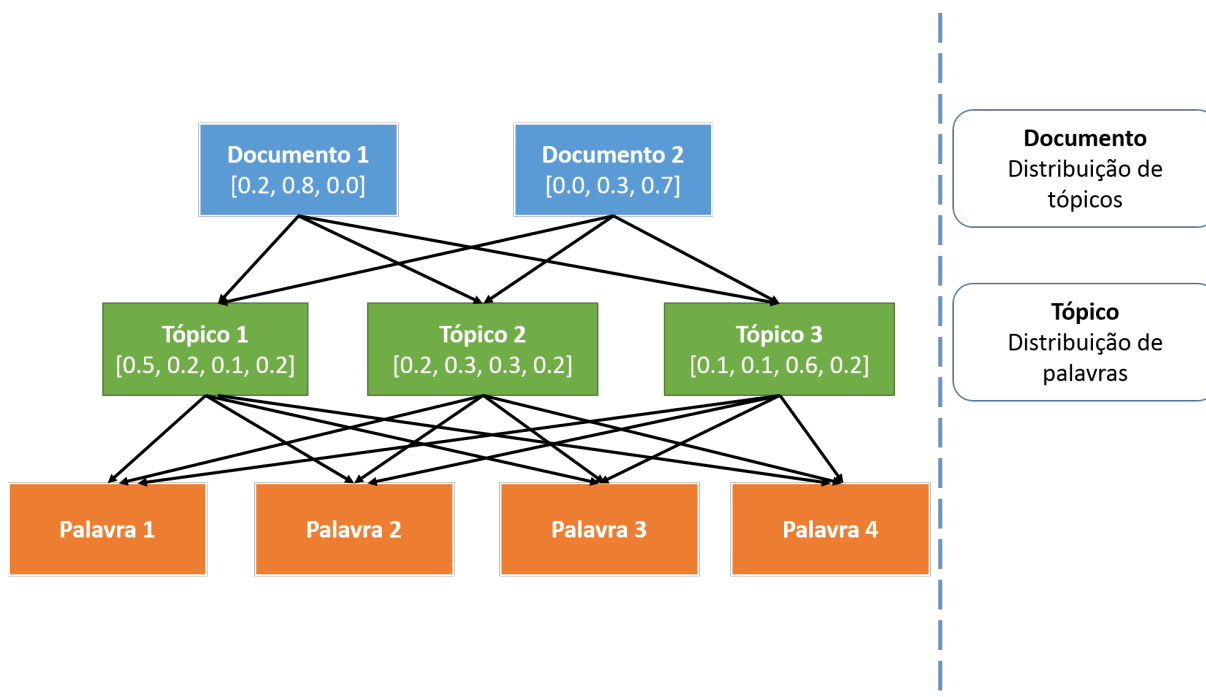 Documento 1
[0.2, 0.8, 0.0]
Documento 2
[0.0, 0.3, 0.7]
Documento
Distribuição de
tópicos
Tópico 1
[0.5, 0.2, 0.1, 0.2]
Tópico 2
[0.2, 0.3, 0.3, 0.2]
Tópico 3
[0.1, 0.1, 0.6, 0.2]
Tópico
Distribuição de
palavras
Palavra 1
Palavra 2
Palavra 3
Palavra 4